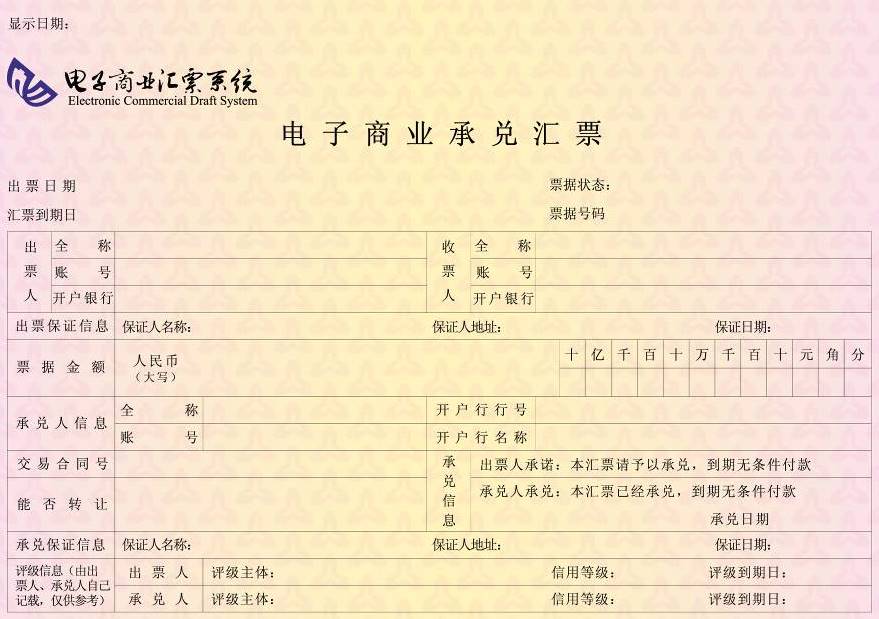 显示日期：
电子商业汇票系统
Electronic Commercial Draft System
电子商业承兑汇票
出票日期 票据状态：
汇票到期日 票据号码
出票人 全称 收票人 全称
账号 账号
开户银行 开户银行
出票保证信息 保证人名称： 保证人地址： 保证日期：
票据金额 人民币（大写） 十 亿 千 百 十 万 千 百 十 元 角 分
承兑人信息 全称 开户行行号
账号 开户行名称
交易合同号 承兑信息 出票人承诺：本汇票请予以承兑，到期无条件付款
能否转让 承兑人承兑：本汇票已经承兑，到期无条件付款
承兑日期
承兑保证信息 保证人名称： 保证人地址： 保证日期：
评级信息（由出票人、承兑人自己记载，仅供参考） 出票人 评级主体： 信用等级： 评级到期日：
承兑人 评级主体： 信用等级： 评级到期日：